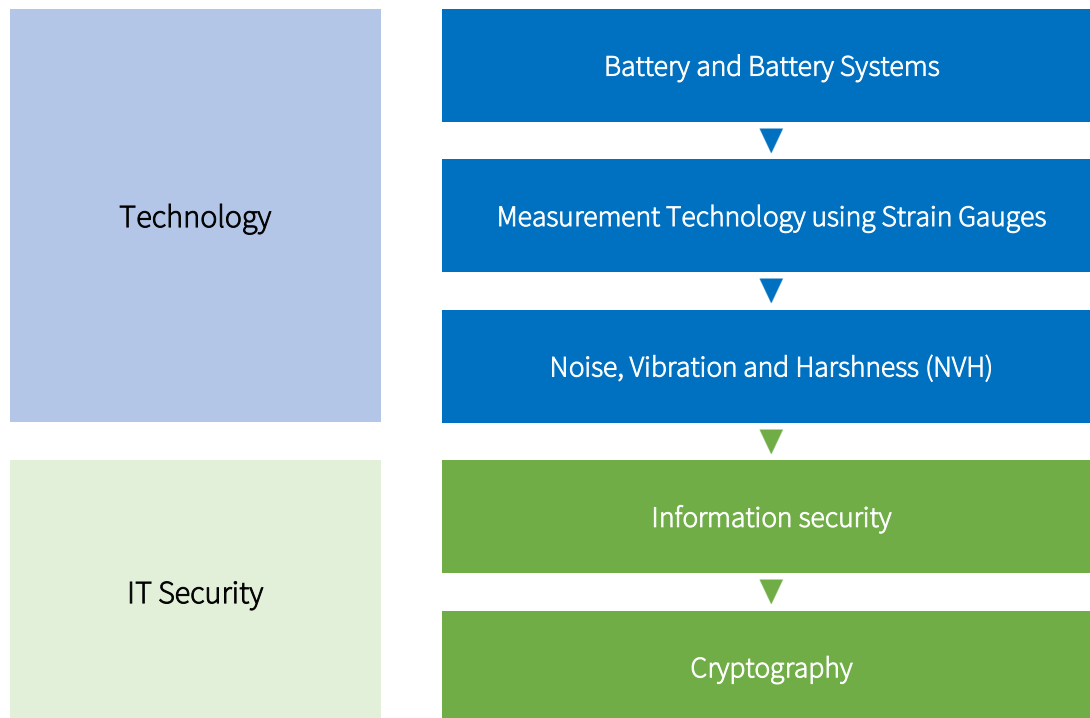 Technology
Battery and Battery Systems
Measurement Technology using Strain Gauges
Noise, Vibration and Harshness (NVH)
IT Security
Information security
Cryptography